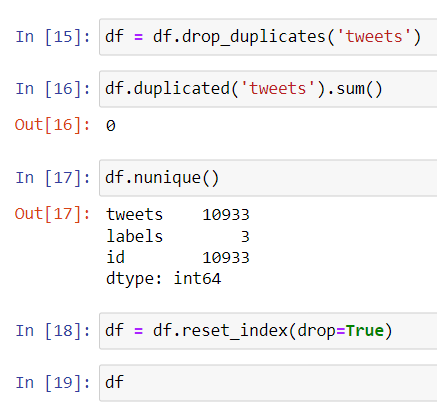 In [15]: df = df.drop_duplicates('tweets')
In [16]: df.duplicated('tweets').sum()
Out[16]: 0
In [17]: df.nunique()
Out[17]: tweets    10933
labels        3
id        10933
dtype: int64
In [18]: df = df.reset_index(drop=True)
In [19]: df